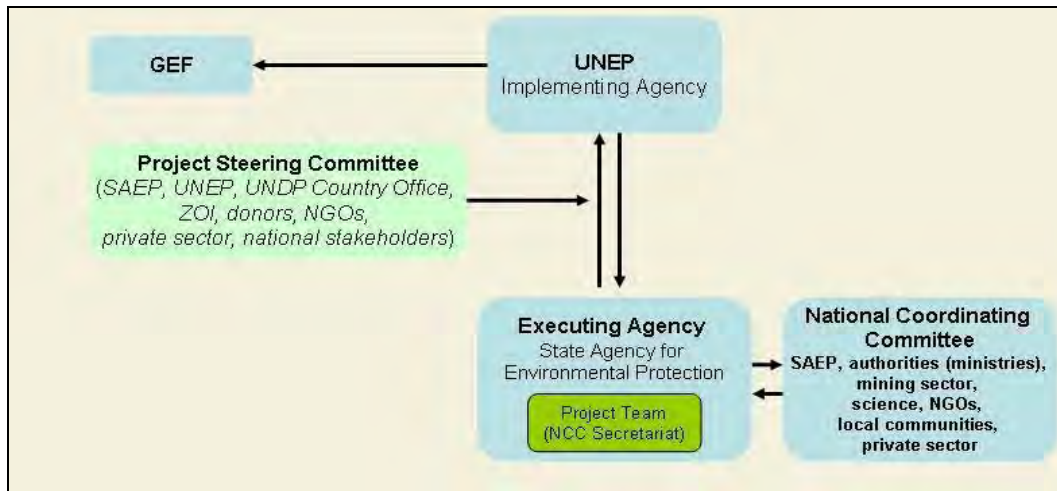 GEF
UNEP
Implementing Agency
Project Steering Committee
(SAEP, UNEP, UNDP Country Office,
ZOI, donors, NGOs,
private sector, national stakeholders)
Executing Agency
State Agency for
Environmental Protection
Project Team
(NCC Secretariat)
National Coordinating
Committee
SAEP, authorities (ministries),
mining sector,
science, NGOs,
local communities,
private sector